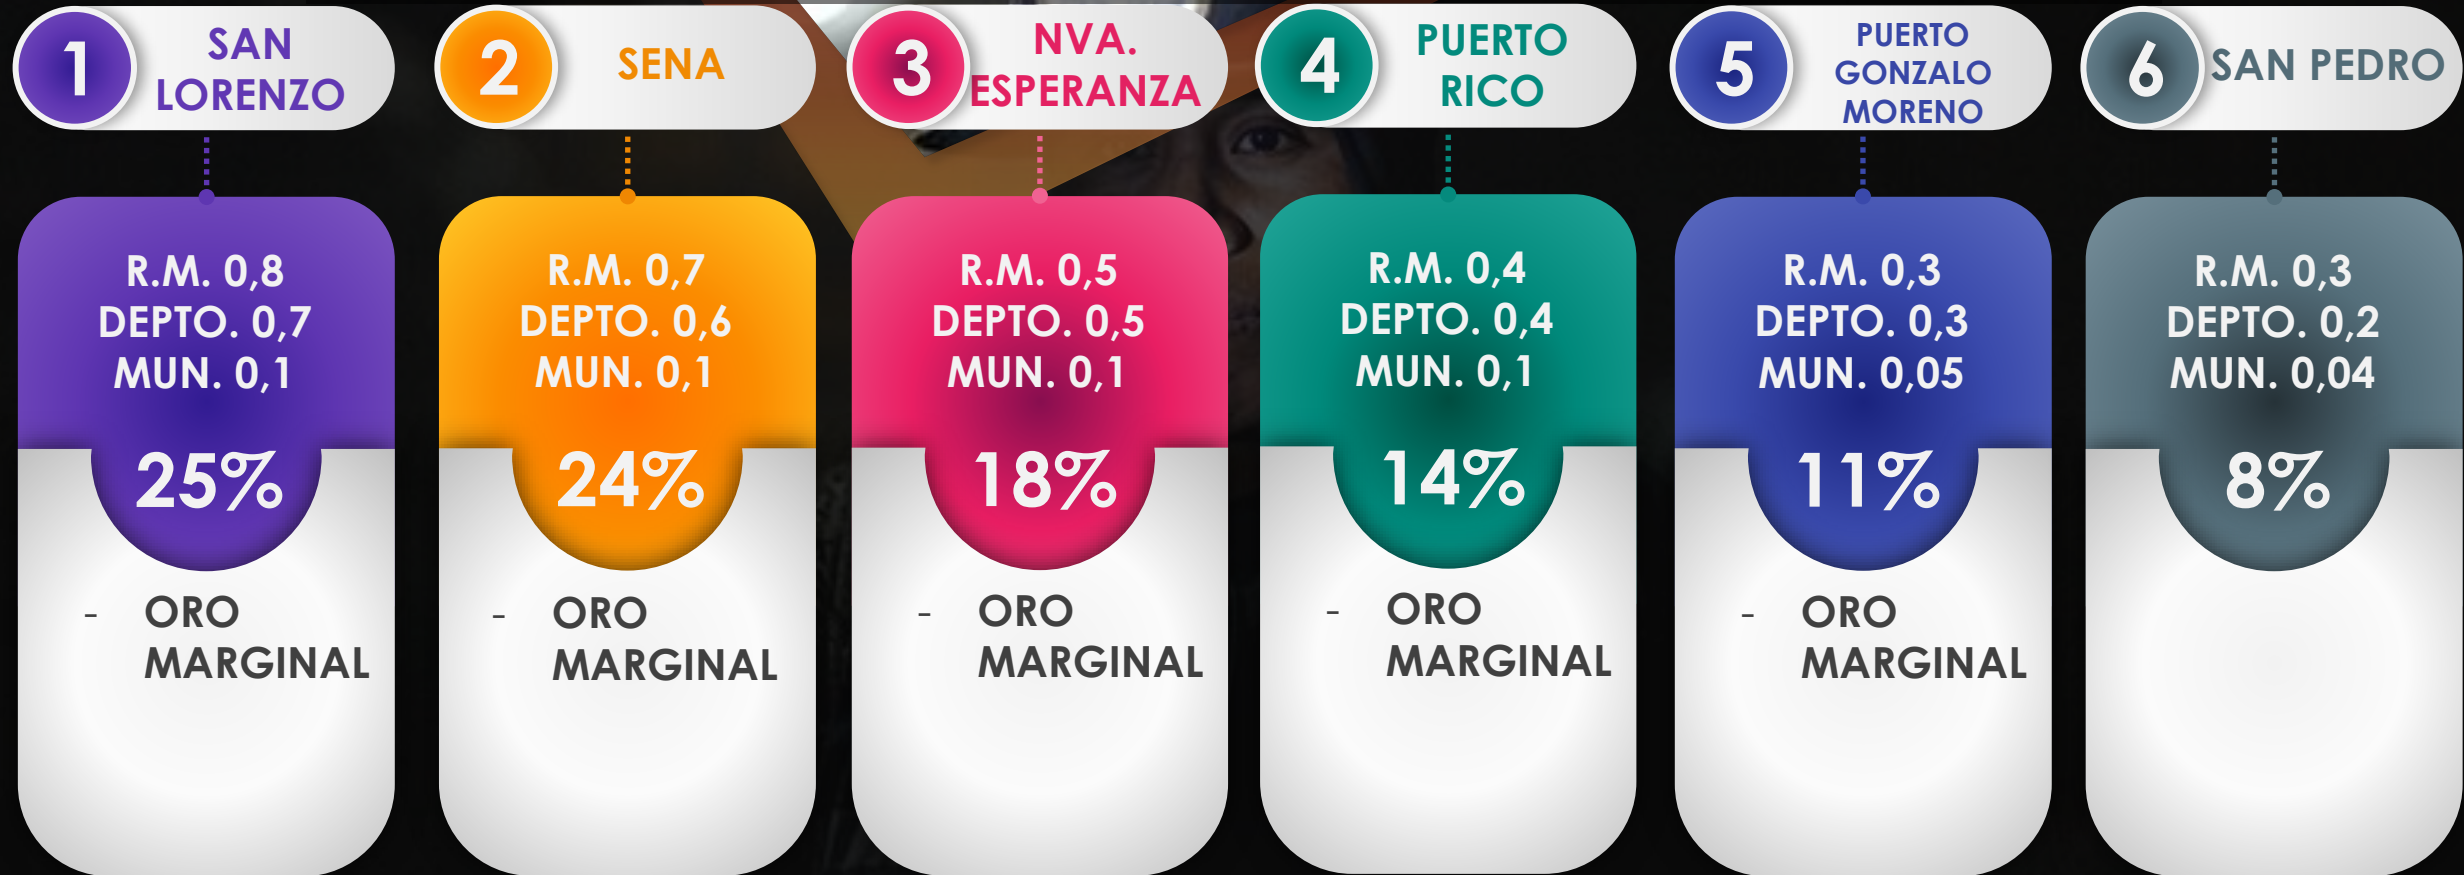 1
SAN
LORENZO
R.M. 0,8
DEPTO. 0,7
MUN. 0,1
25%
- ORO
MARGINAL
2
SENA
R.M. 0,7
DEPTO. 0,6
MUN. 0,1
24%
- ORO
MARGINAL
3
NVA.
ESPERANZA
R.M. 0,5
DEPTO. 0,5
MUN. 0,1
18%
- ORO
MARGINAL
4
PUERTO
RICO
R.M. 0,4
DEPTO. 0,4
MUN. 0,1
14%
- ORO
MARGINAL
5
PUERTO
GONZALO
MORENO
R.M. 0,3
DEPTO. 0,3
MUN. 0,05
11%
- ORO
MARGINAL
6
SAN PEDRO
R.M. 0,3
DEPTO. 0,2
MUN. 0,04
8%